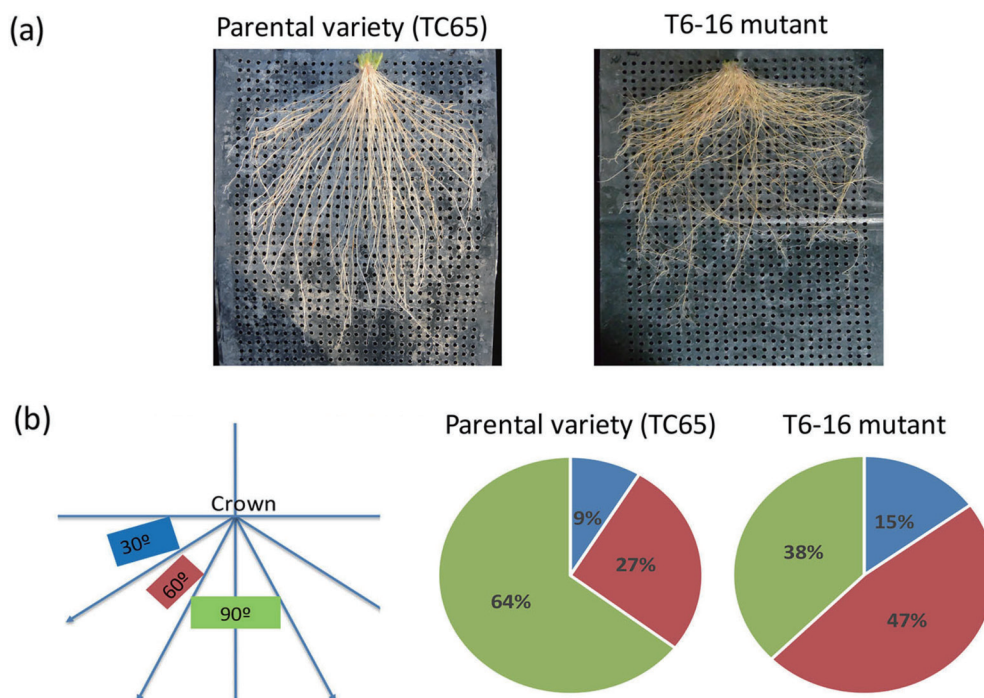 (a)
Parental variety (TC65)
T6-16 mutant
(b)
Crown
30º
60º
90º
Parental variety (TC65)
9%
27%
64%
T6-16 mutant
15%
38%
47%